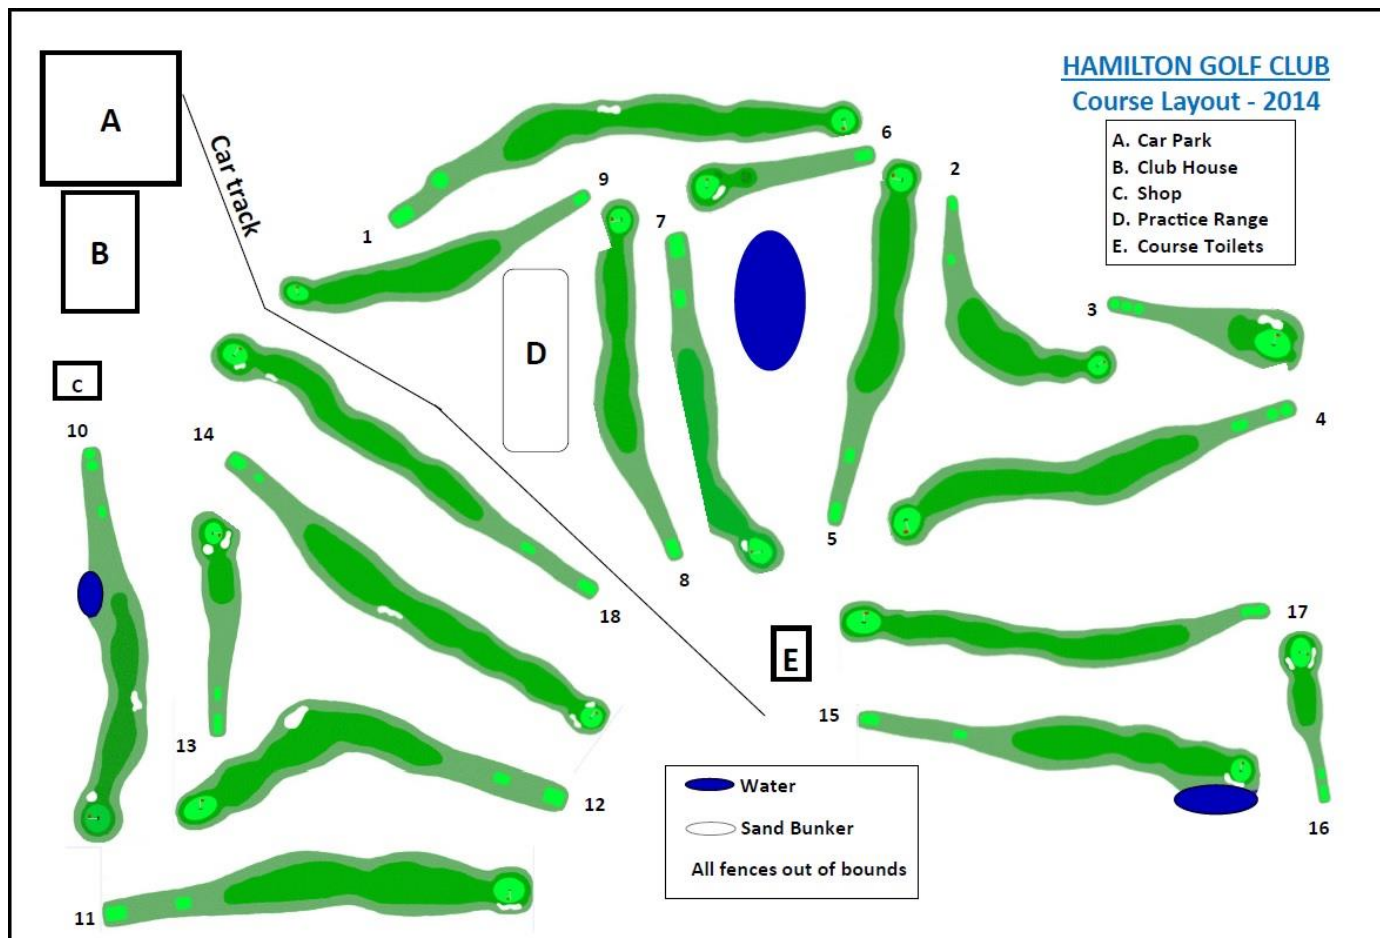 HAMILTON GOLF CLUB
Course Layout - 2014
A. Car Park
B. Club House
C. Shop
D. Practice Range
E. Course Toilets
A
Car track
B
C
D
E
1
9
6
2
7
3
4
10
14
5
8
18
17
15
13
12
16
11
Water
Sand Bunker
All fences out of bounds